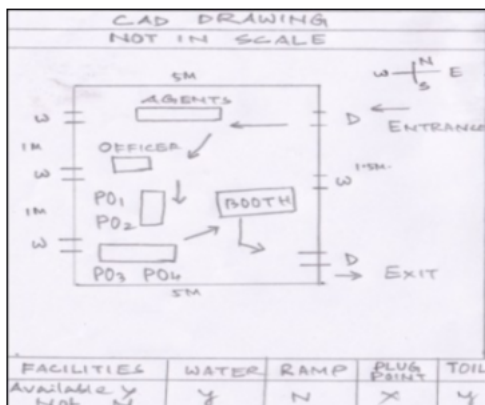 CAD DRAWING
NOT IN SCALE
5M
N
W E
S
AGENTS
W
D
ENTRANCE
1M
OFFICER
W
W 1.5M.
PO1
PO2
BOOTH
1M
W
D
PO3 PO4
EXIT
5M
FACILITIES WATER RAMP PLUG POINT TOIL
Available Y y N X y
Not N